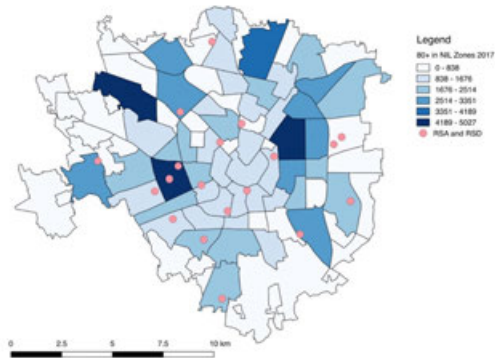 Legend
80+ in NIL Zones 2017
0 - 838
838 - 1676
1676 - 2514
2514 - 3351
3351 - 4189
4189 - 5027
RSA and RSD
0 2.5 5 7.5 10 km